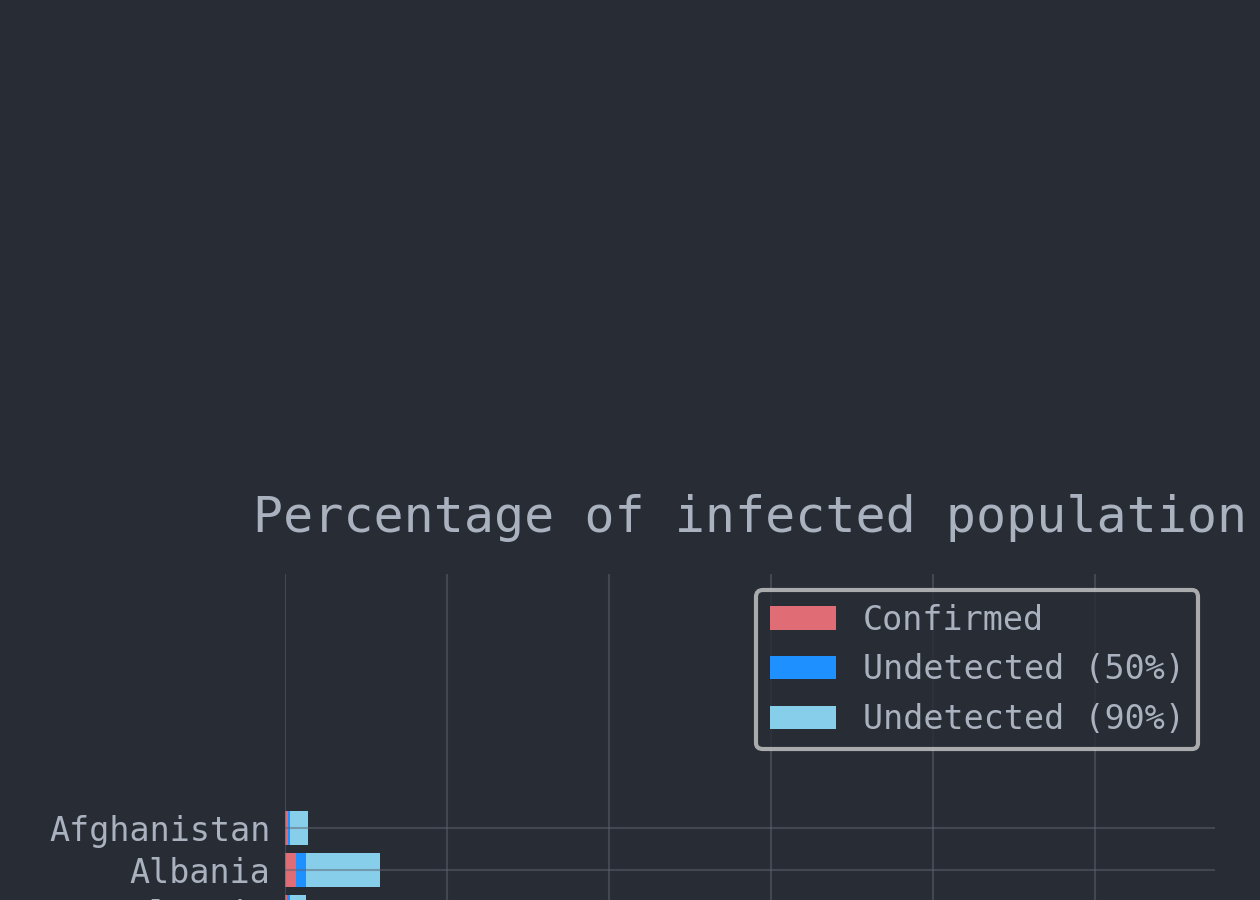 Percentage of infected population
Confirmed
Undetected (50%)
Undetected (90%)
Afghanistan
Albania